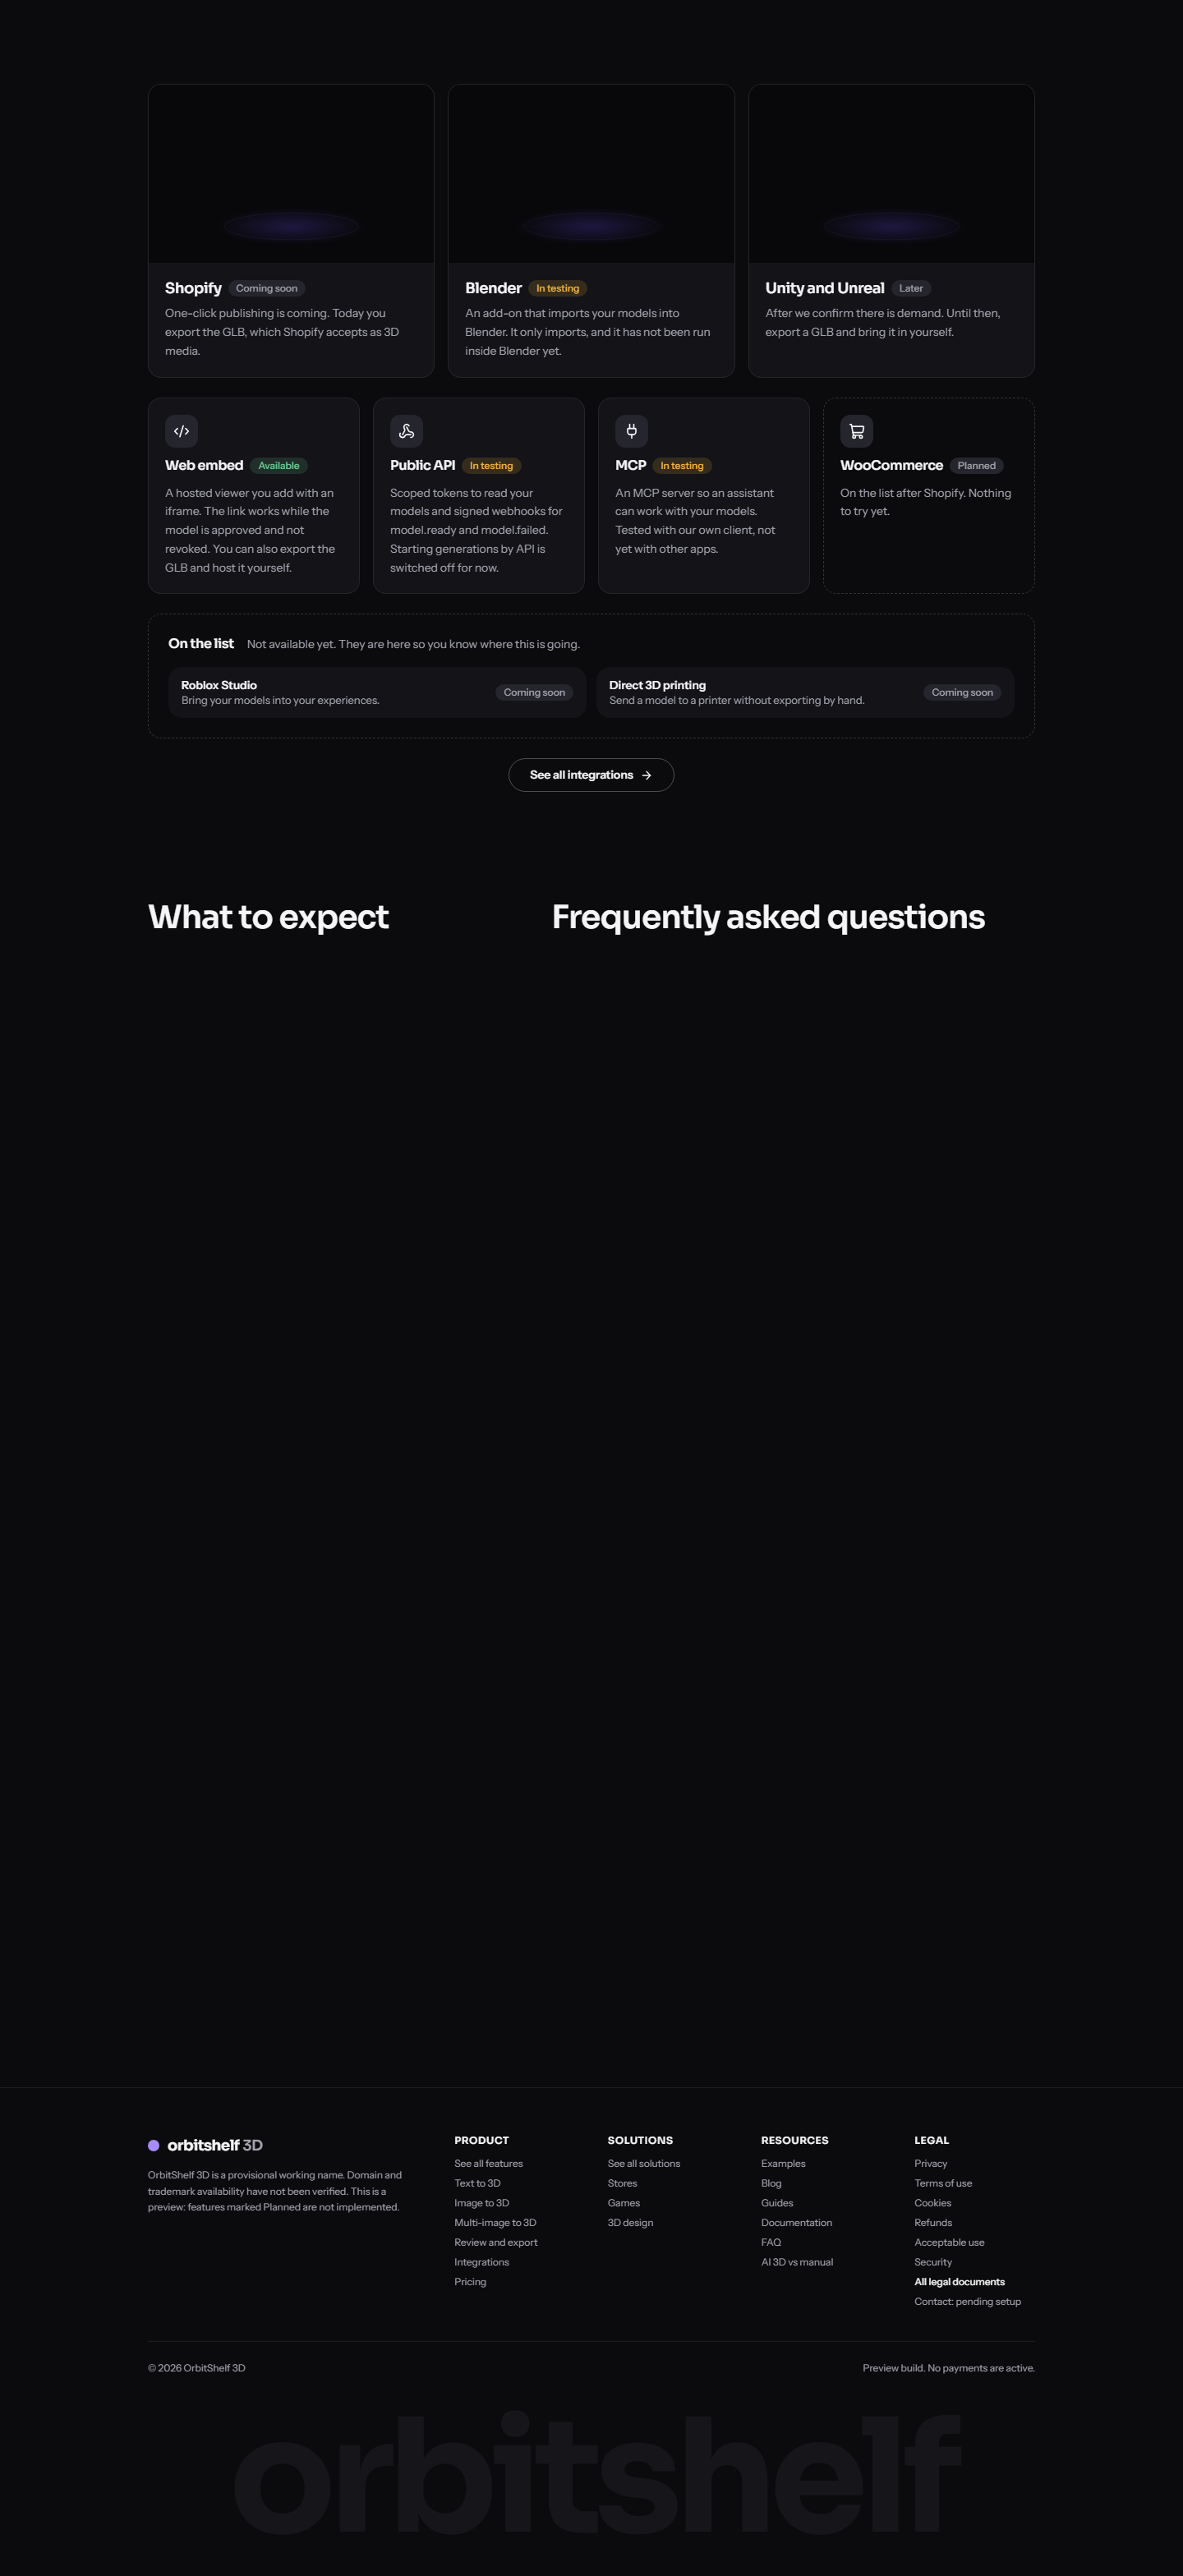 Shopify Coming soon
One-click publishing is coming. Today you
export the GLB, which Shopify accepts as 3D
media.
Blender In testing
An add-on that imports your models into
Blender. It only imports, and it has not been run
inside Blender yet.
Unity and Unreal Later
After we confirm there is demand. Until then,
export a GLB and bring it in yourself.
Web embed Available
A hosted viewer you add with an
iframe. The link works while the
model is approved and not
revoked. You can also export the
GLB and host it yourself.
Public API In testing
Scoped tokens to read your
models and signed webhooks for
model.ready and model.failed.
Starting generations by API is
switched off for now.
MCP In testing
An MCP server so an assistant
can work with your models.
Tested with our own client, not
yet with other apps.
WooCommerce Planned
On the list after Shopify. Nothing
to try yet.
On the list Not available yet. They are here so you know where this is going.
Roblox Studio
Bring your models into your experiences.
Coming soon
Direct 3D printing
Send a model to a printer without exporting by hand.
Coming soon
See all integrations
What to expect
Frequently asked questions
orbitshelf 3D
OrbitShelf 3D is a provisional working name. Domain and
trademark availability have not been verified. This is a
preview: features marked Planned are not implemented.
PRODUCT
See all features
Text to 3D
Image to 3D
Multi-image to 3D
Review and export
Integrations
Pricing
SOLUTIONS
See all solutions
Stores
Games
3D design
RESOURCES
Examples
Blog
Guides
Documentation
FAQ
AI 3D vs manual
LEGAL
Privacy
Terms of use
Cookies
Refunds
Acceptable use
Security
All legal documents
Contact: pending setup
© 2026 OrbitShelf 3D
Preview build. No payments are active.
orbitshelf